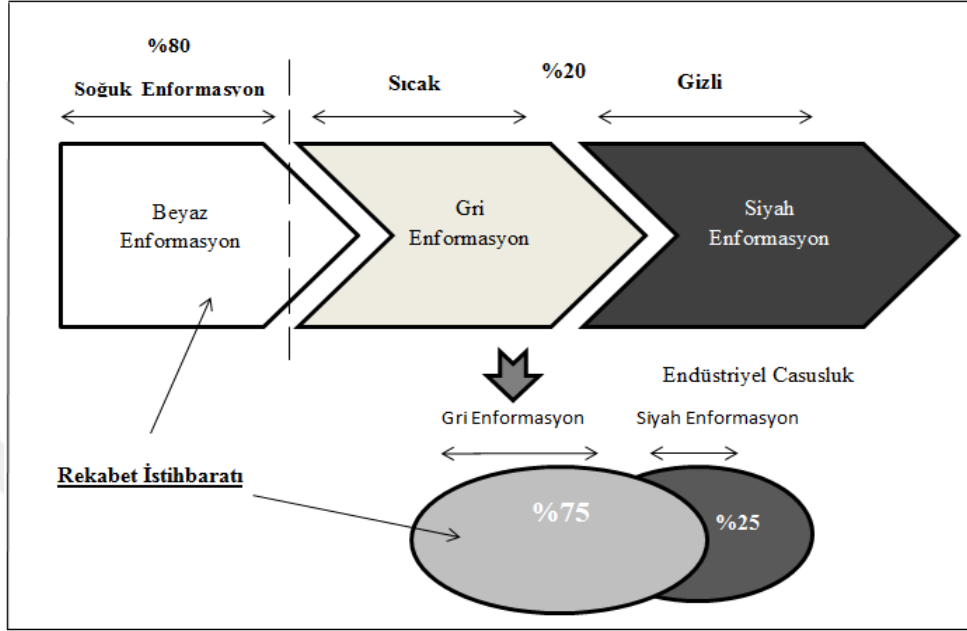 %80
Soğuk Enformasyon
Sıcak
%20
Gizli
Beyaz
Enformasyon
Gri
Enformasyon
Siyah
Enformasyon
Endüstriyel Casusluk
Gri Enformasyon
Siyah Enformasyon
Rekabet İstihbaratı
%75
%25